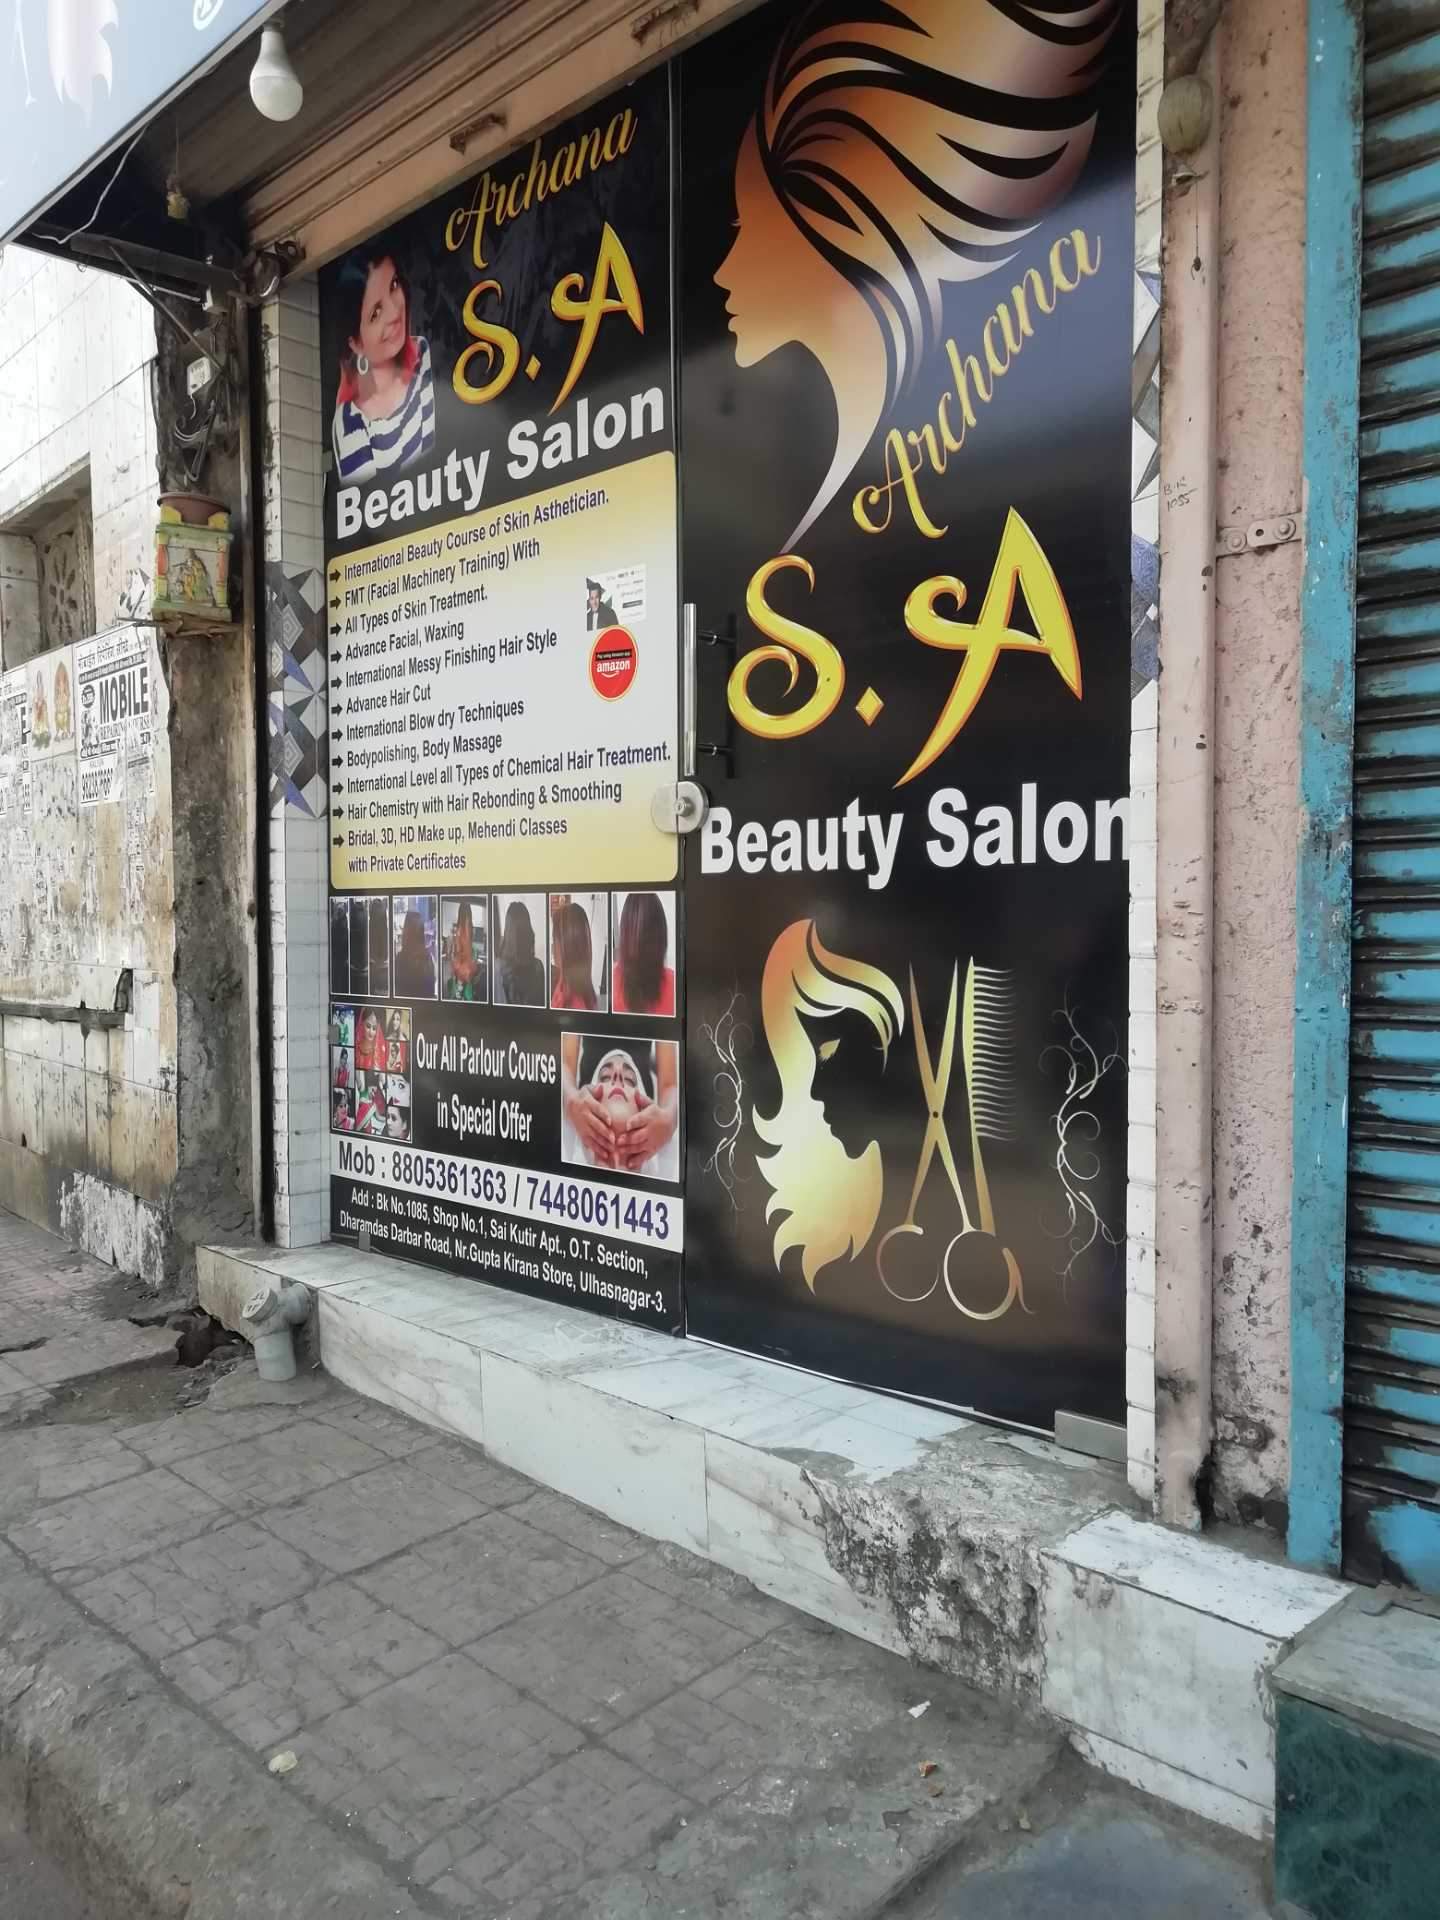 Archana
S.A
Beauty Salon
International Beauty Course of Skin Asthetician.
FMT (Facial Machinery Training) With
All Types of Skin Treatment.
Advance Facial, Waxing
International Messy Finishing Hair Style
Advance Hair Cut
International Blow dry Techniques
Bodypolishing, Body Massage
International Level all Types of Chemical Hair Treatment.
Hair Chemistry with Hair Rebonding & Smoothing
Bridal, 3D, HD Make up, Mehendi Classes
with Private Certificates
amazon
Our All Parlour Course
in Special Offer
Mob : 8805361363 / 7448061443
Add : Bk No.1085, Shop No.1, Sai Kutir Apt., O.T. Section,
Dharamdas Darbar Road, Nr.Gupta Kirana Store, Ulhasnagar-3.
Archana
S.A
Beauty Salon
MOBILE